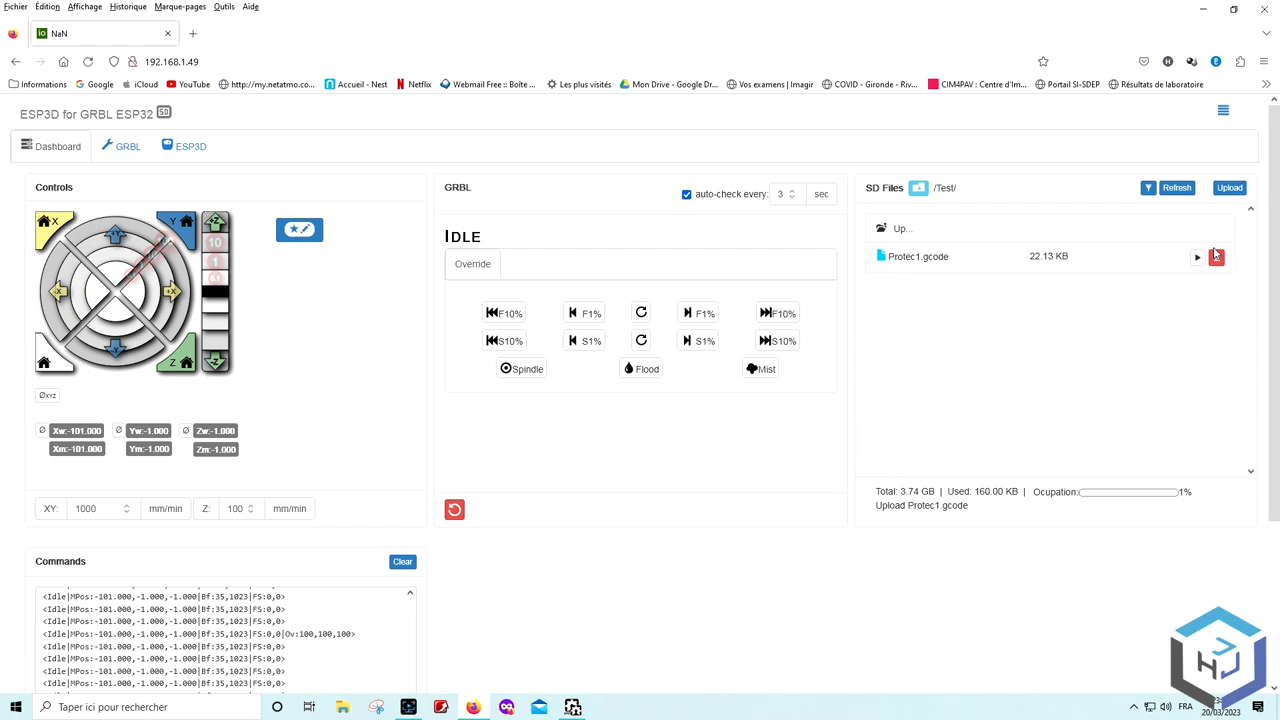 Fichier Édition Affichage Historique Marque-pages Outils Aide
NaN
192.168.1.49
Informations Google iCloud YouTube http://my.netatmo.co... Accueil - Nest Netflix Webmail Free :: Boîte ... Les plus visités Mon Drive - Google Dr... Vos examens | Imagir COVID - Gironde - Riv... CIM4PAV : Centre d'Im... Portail SI-SDEP Résultats de laboratoire
ESP3D for GRBL ESP32 SD
Dashboard GRBL ESP3D
Controls
X Y +Z
10
1
0.1
+Y
-X +X
-Y
Z -Z
ØXYZ
Ø Xw:-101.000 Ø Yw:-1.000 Ø Zw:-1.000
Xm:-101.000 Ym:-1.000 Zm:-1.000
XY: 1000 mm/min Z: 100 mm/min
GRBL auto-check every: 3 sec
IDLE
Override
F10% F1% F1% F10%
S10% S1% S1% S10%
Spindle Flood Mist
SD Files /Test/ Refresh Upload
Up...
Protec1.gcode 22.13 KB
Total: 3.74 GB | Used: 160.00 KB | Ocupation: 1%
Upload Protec1.gcode
Commands Clear
<Idle|MPos:-101.000,-1.000,-1.000|Bf:35,1023|FS:0,0>
<Idle|MPos:-101.000,-1.000,-1.000|Bf:35,1023|FS:0,0>
<Idle|MPos:-101.000,-1.000,-1.000|Bf:35,1023|FS:0,0>
<Idle|MPos:-101.000,-1.000,-1.000|Bf:35,1023|FS:0,0|Ov:100,100,100>
<Idle|MPos:-101.000,-1.000,-1.000|Bf:35,1023|FS:0,0>
<Idle|MPos:-101.000,-1.000,-1.000|Bf:35,1023|FS:0,0>
<Idle|MPos:-101.000,-1.000,-1.000|Bf:35,1023|FS:0,0>
<Idle|MPos:-101.000,-1.000,-1.000|Bf:35,1023|FS:0,0>
HJ
Taper ici pour rechercher
FRA
20/03/2023